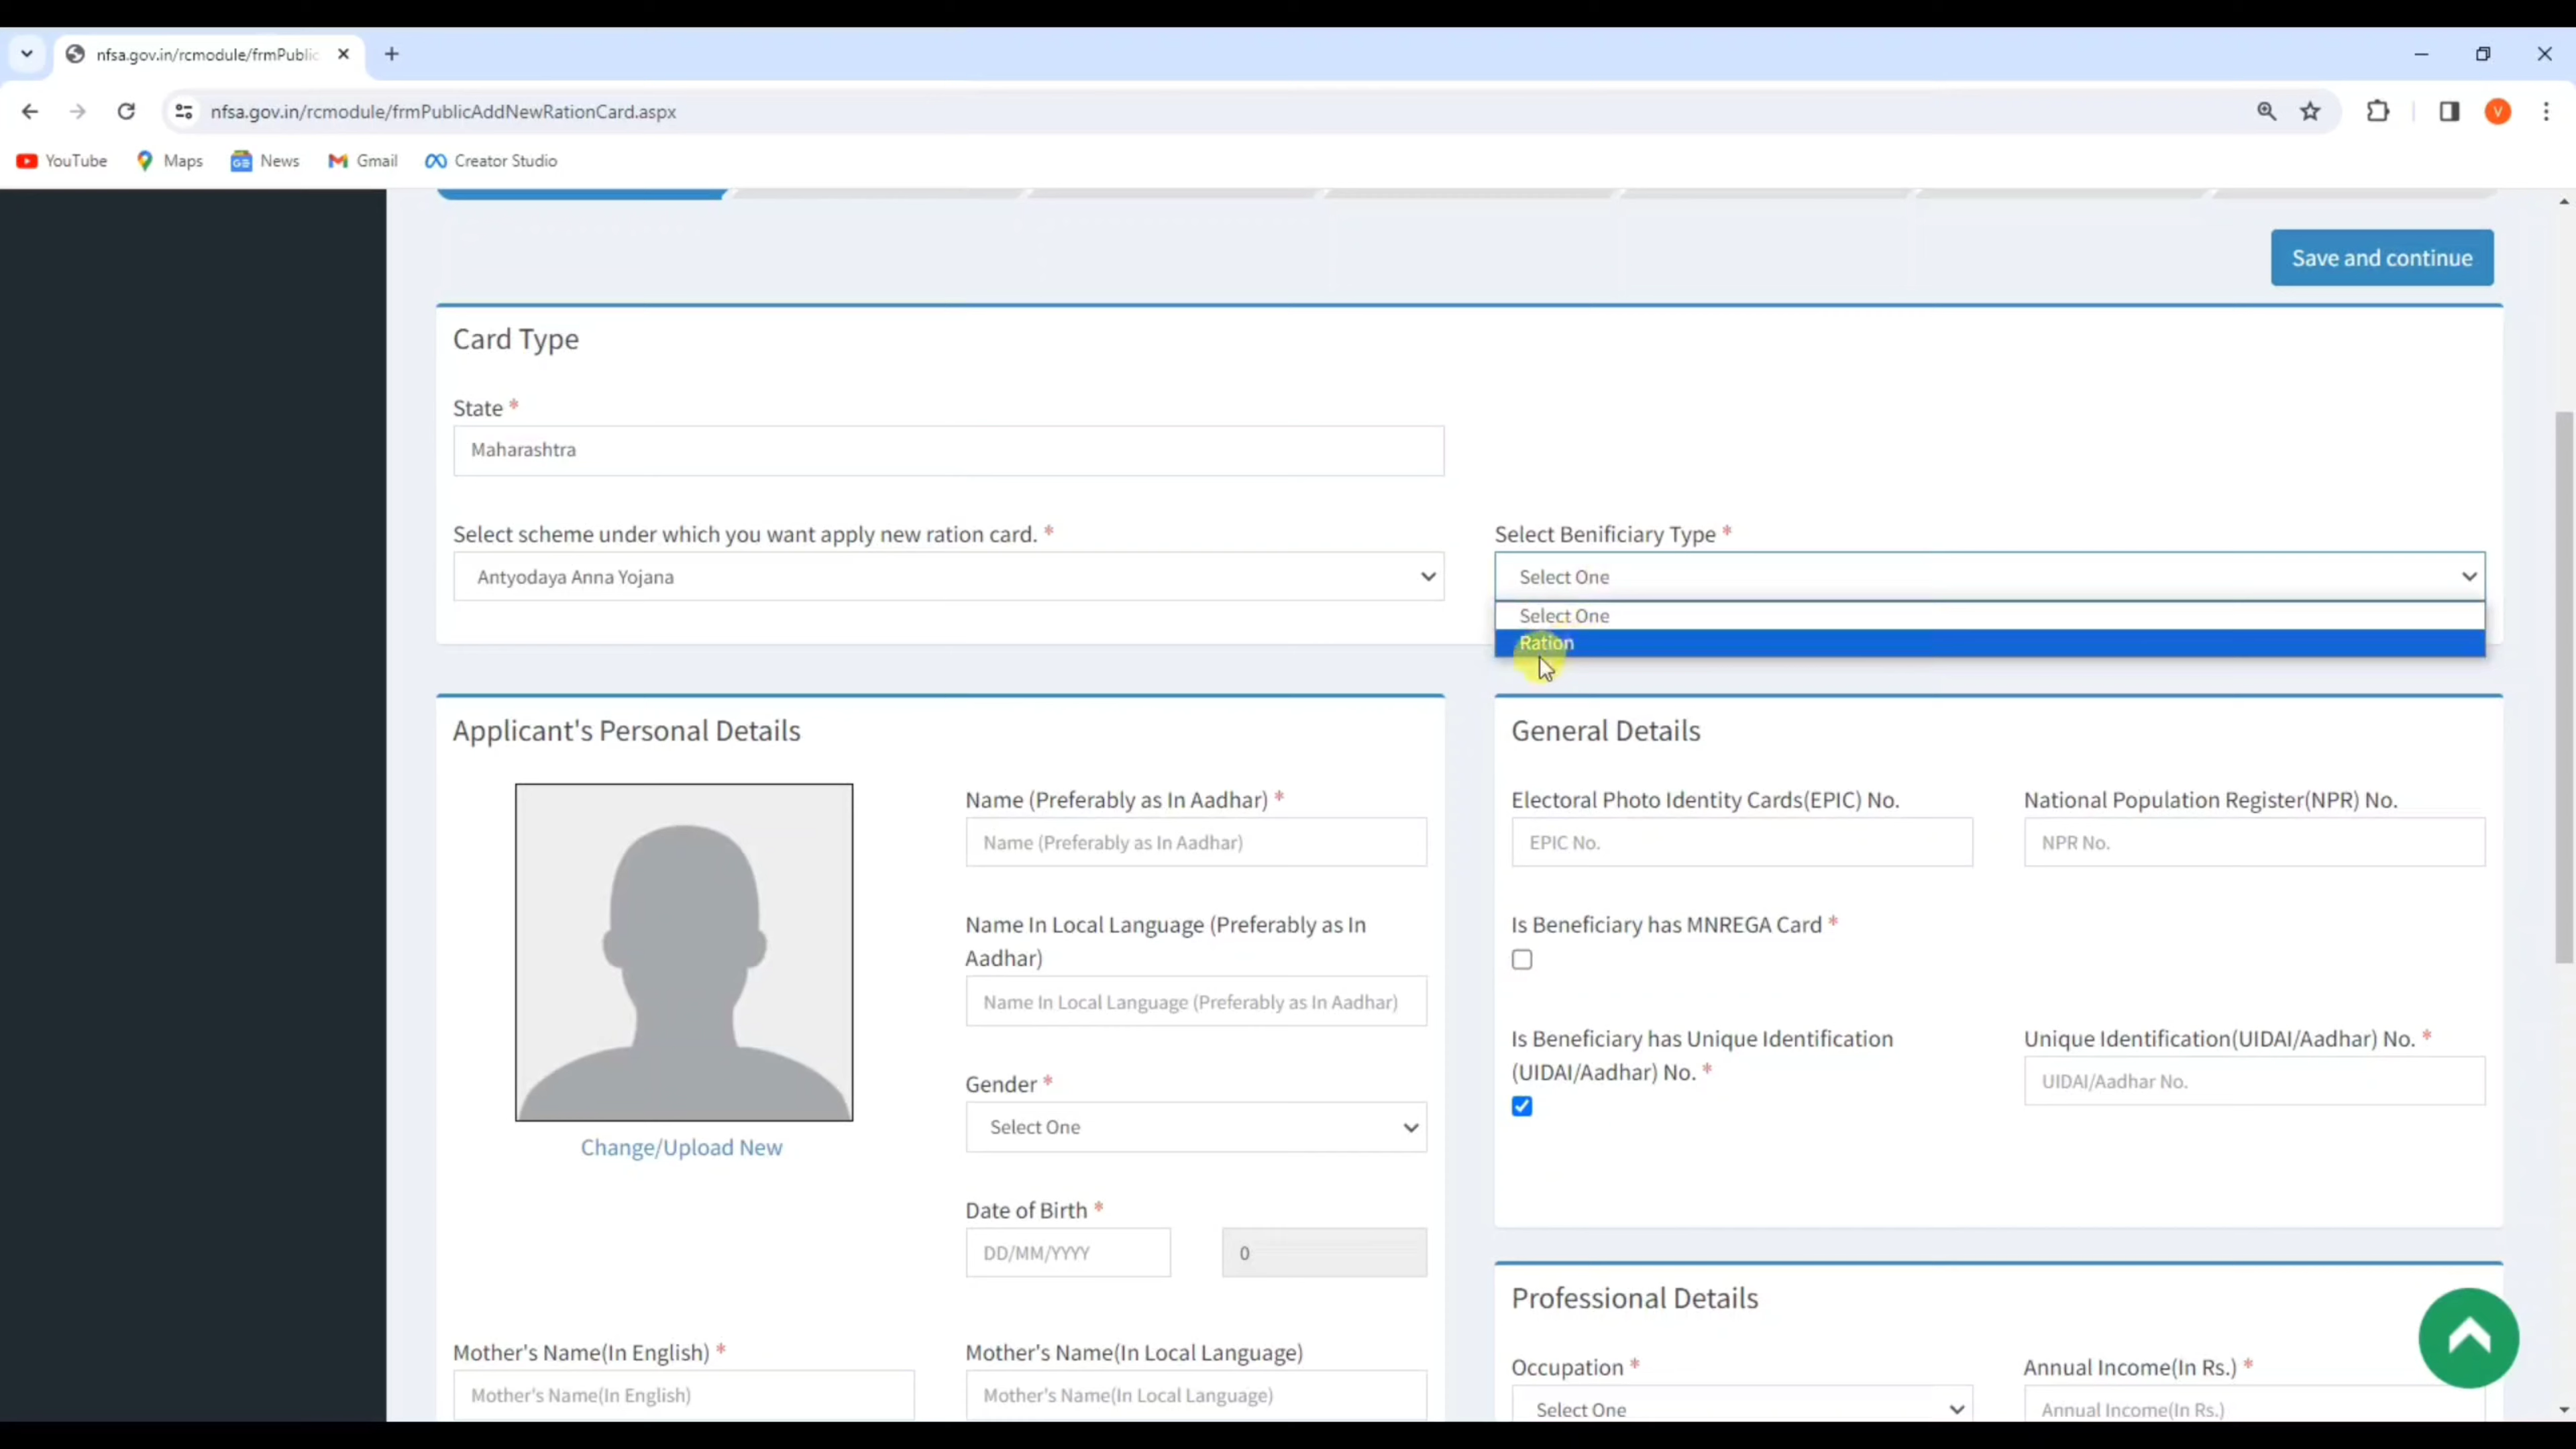 nfsa.gov.in/rcmodule/frmPublic
nfsa.gov.in/rcmodule/frmPublicAddNewRationCard.aspx
V
YouTube
Maps
GE News
Gmail
Creator Studio
Save and continue
Card Type
State *
Maharashtra
Select scheme under which you want apply new ration card. *
Antyodaya Anna Yojana
Select Benificiary Type *
Select One
Select One
Ration
Applicant's Personal Details
Change/Upload New
Name (Preferably as In Aadhar) *
Name (Preferably as In Aadhar)
Name In Local Language (Preferably as In
Aadhar)
Name In Local Language (Preferably as In Aadhar)
Gender *
Select One
Date of Birth *
DD/MM/YYYY
0
Mother's Name(In English) *
Mother's Name(In English)
Mother's Name(In Local Language)
Mother's Name(In Local Language)
General Details
Electoral Photo Identity Cards(EPIC) No.
EPIC No.
National Population Register(NPR) No.
NPR No.
Is Beneficiary has MNREGA Card *
Is Beneficiary has Unique Identification
(UIDAI/Aadhar) No. *
Unique Identification(UIDAI/Aadhar) No. *
UIDAI/Aadhar No.
Professional Details
Occupation *
Select One
Annual Income(In Rs.) *
Annual Income(In Rs.)